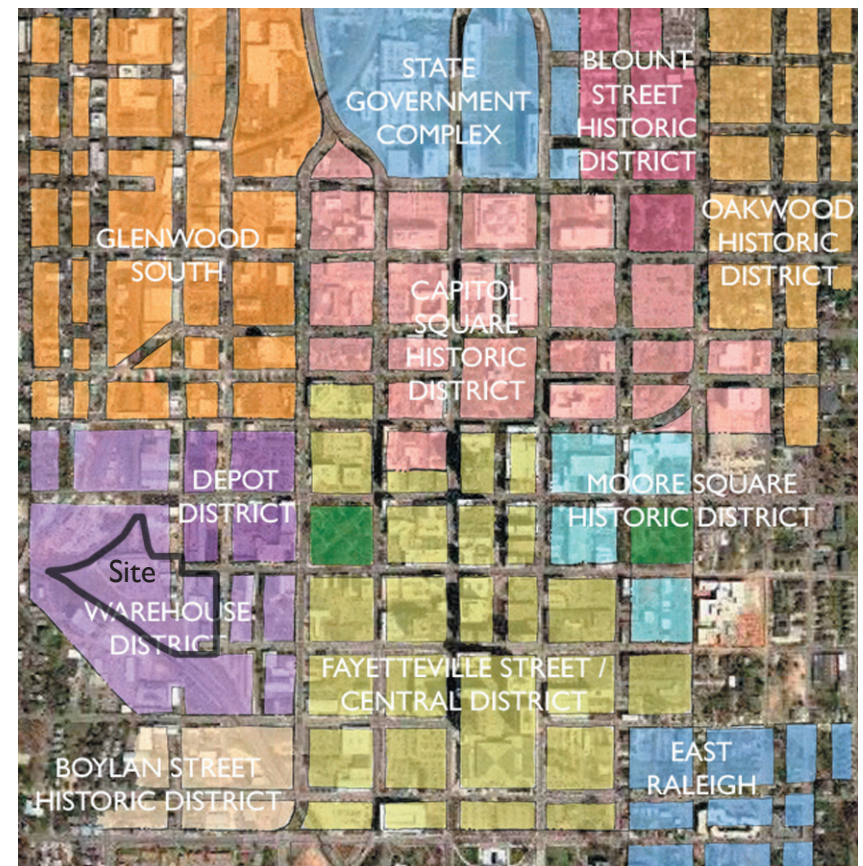 STATE
GOVERNMENT
COMPLEX
BLOUNT
STREET
HISTORIC
DISTRICT
GLENWOOD
SOUTH
OAKWOOD
HISTORIC
DISTRICT
CAPITOL
SQUARE
HISTORIC
DISTRICT
DEPOT
DISTRICT
MOORE SQUARE
HISTORIC DISTRICT
Site
WAREHOUSE
DISTRICT
FAYETTEVILLE STREET /
CENTRAL DISTRICT
BOYLAN STREET
HISTORIC DISTRICT
EAST
RALEIGH